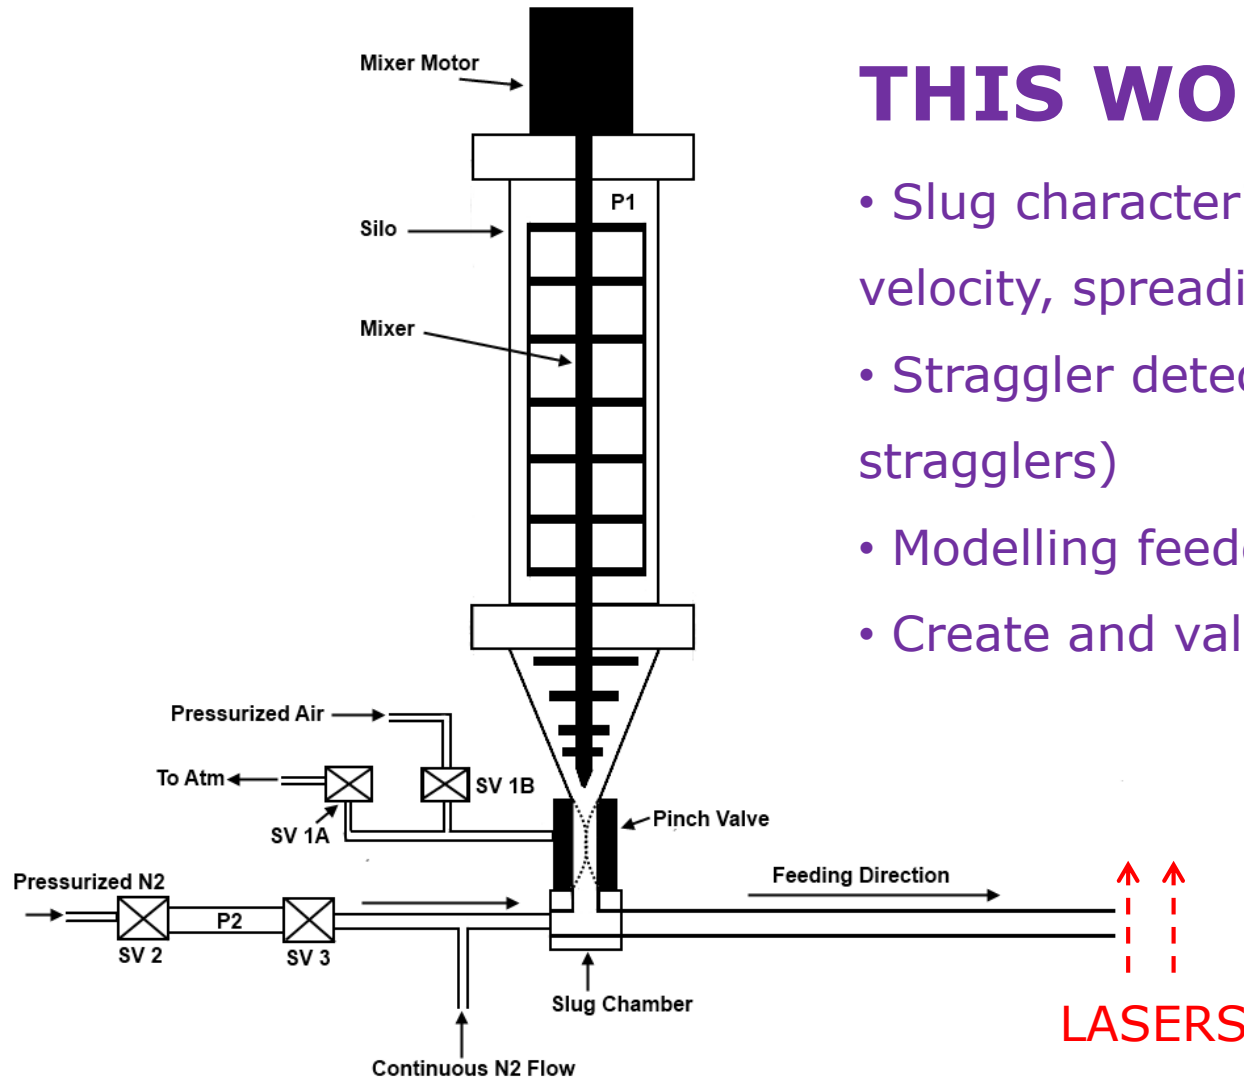 Mixer Motor
P1
Silo
Mixer
Pressurized Air
To Atm
SV 1B
SV 1A
Pinch Valve
Pressurized N2
P2
SV 2
SV 3
Feeding Direction
Slug Chamber
Continuous N2 Flow
LASERS
THIS WO
• Slug character
velocity, spreadi
• Straggler detec
stragglers)
• Modelling feede
• Create and val